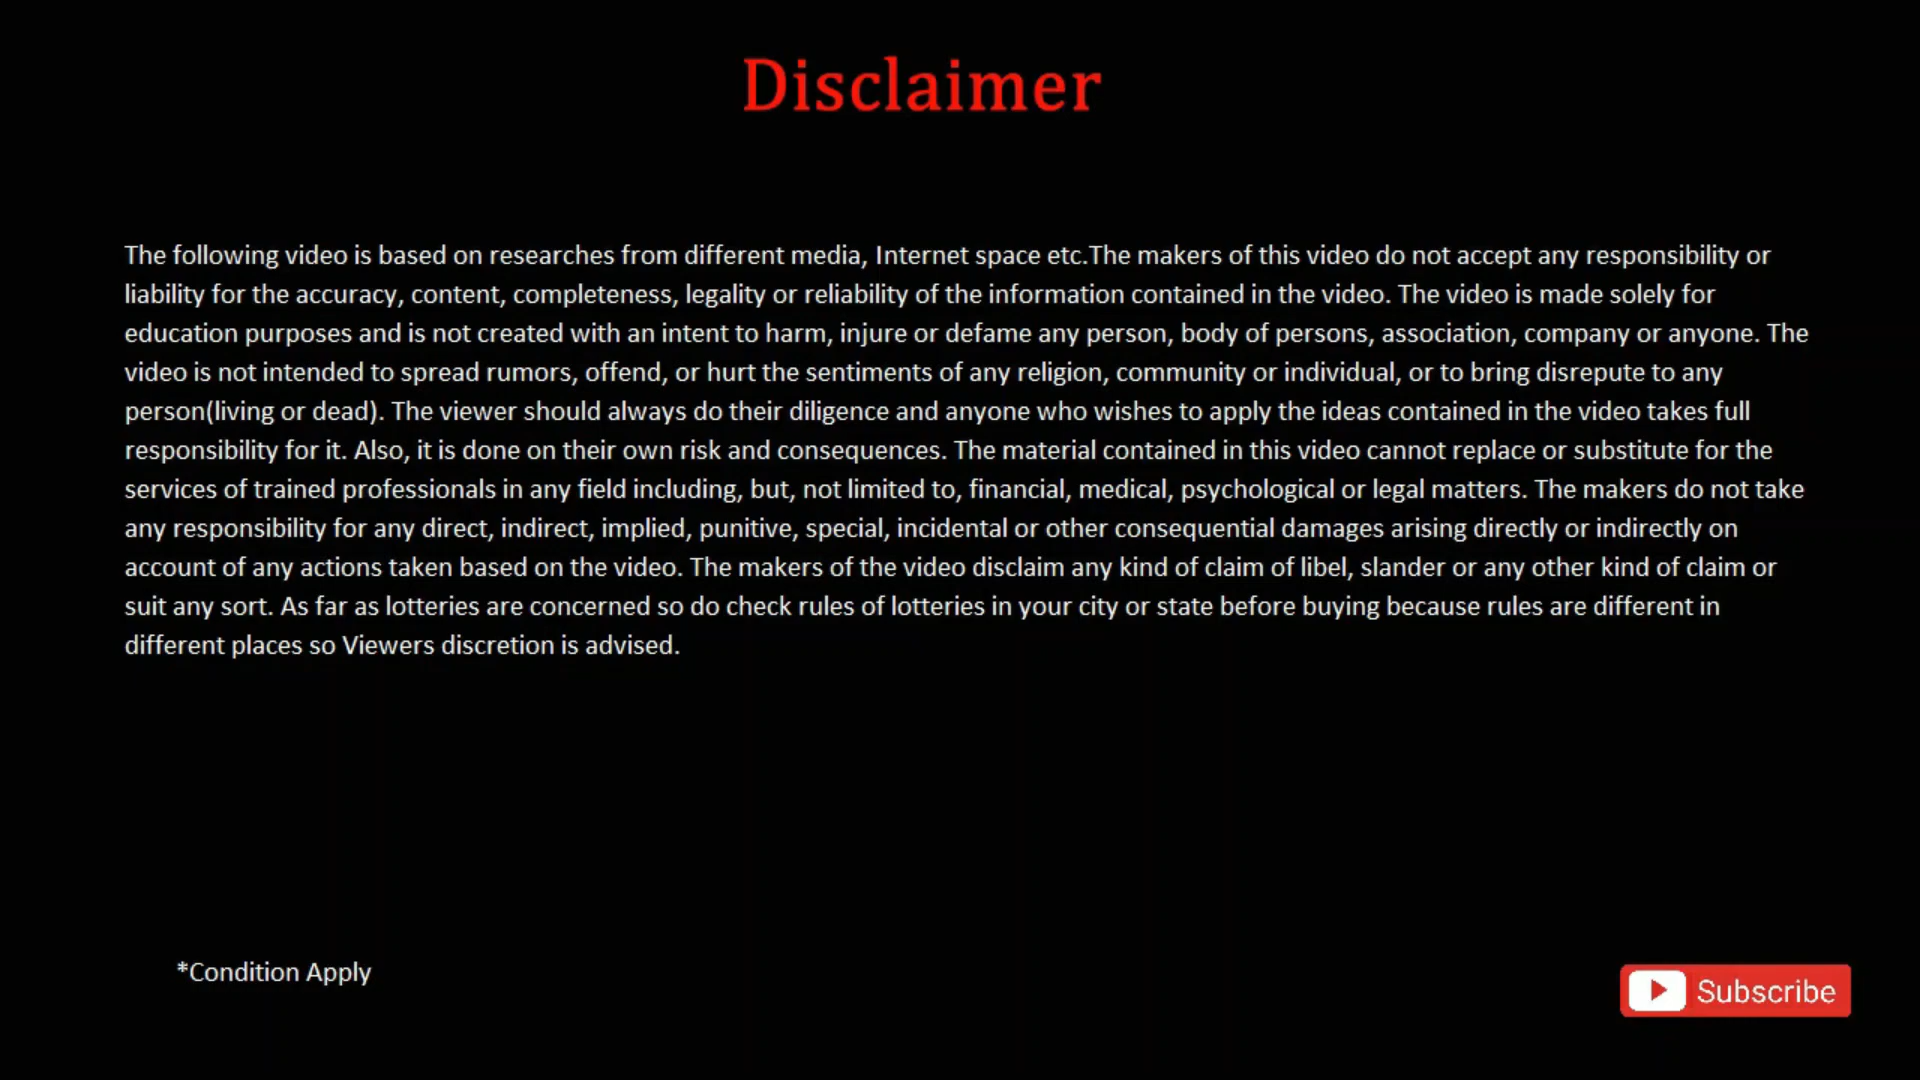 Disclaimer
The following video is based on researches from different media, Internet space etc.The makers of this video do not accept any responsibility or
liability for the accuracy, content, completeness, legality or reliability of the information contained in the video. The video is made solely for
education purposes and is not created with an intent to harm, injure or defame any person, body of persons, association, company or anyone. The
video is not intended to spread rumors, offend, or hurt the sentiments of any religion, community or individual, or to bring disrepute to any
person(living or dead). The viewer should always do their diligence and anyone who wishes to apply the ideas contained in the video takes full
responsibility for it. Also, it is done on their own risk and consequences. The material contained in this video cannot replace or substitute for the
services of trained professionals in any field including, but, not limited to, financial, medical, psychological or legal matters. The makers do not take
any responsibility for any direct, indirect, implied, punitive, special, incidental or other consequential damages arising directly or indirectly on
account of any actions taken based on the video. The makers of the video disclaim any kind of claim of libel, slander or any other kind of claim or
suit any sort. As far as lotteries are concerned so do check rules of lotteries in your city or state before buying because rules are different in
different places so Viewers discretion is advised.
*Condition Apply
Subscribe